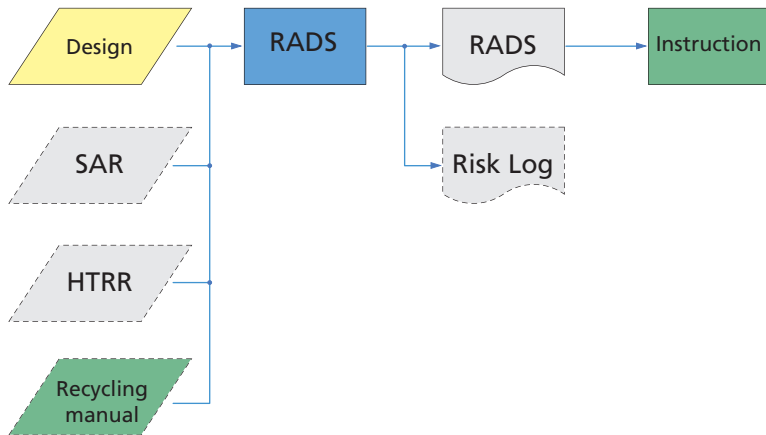 Design
RADS
RADS
Instruction
SAR
Risk Log
HTRR
Recycling
manual